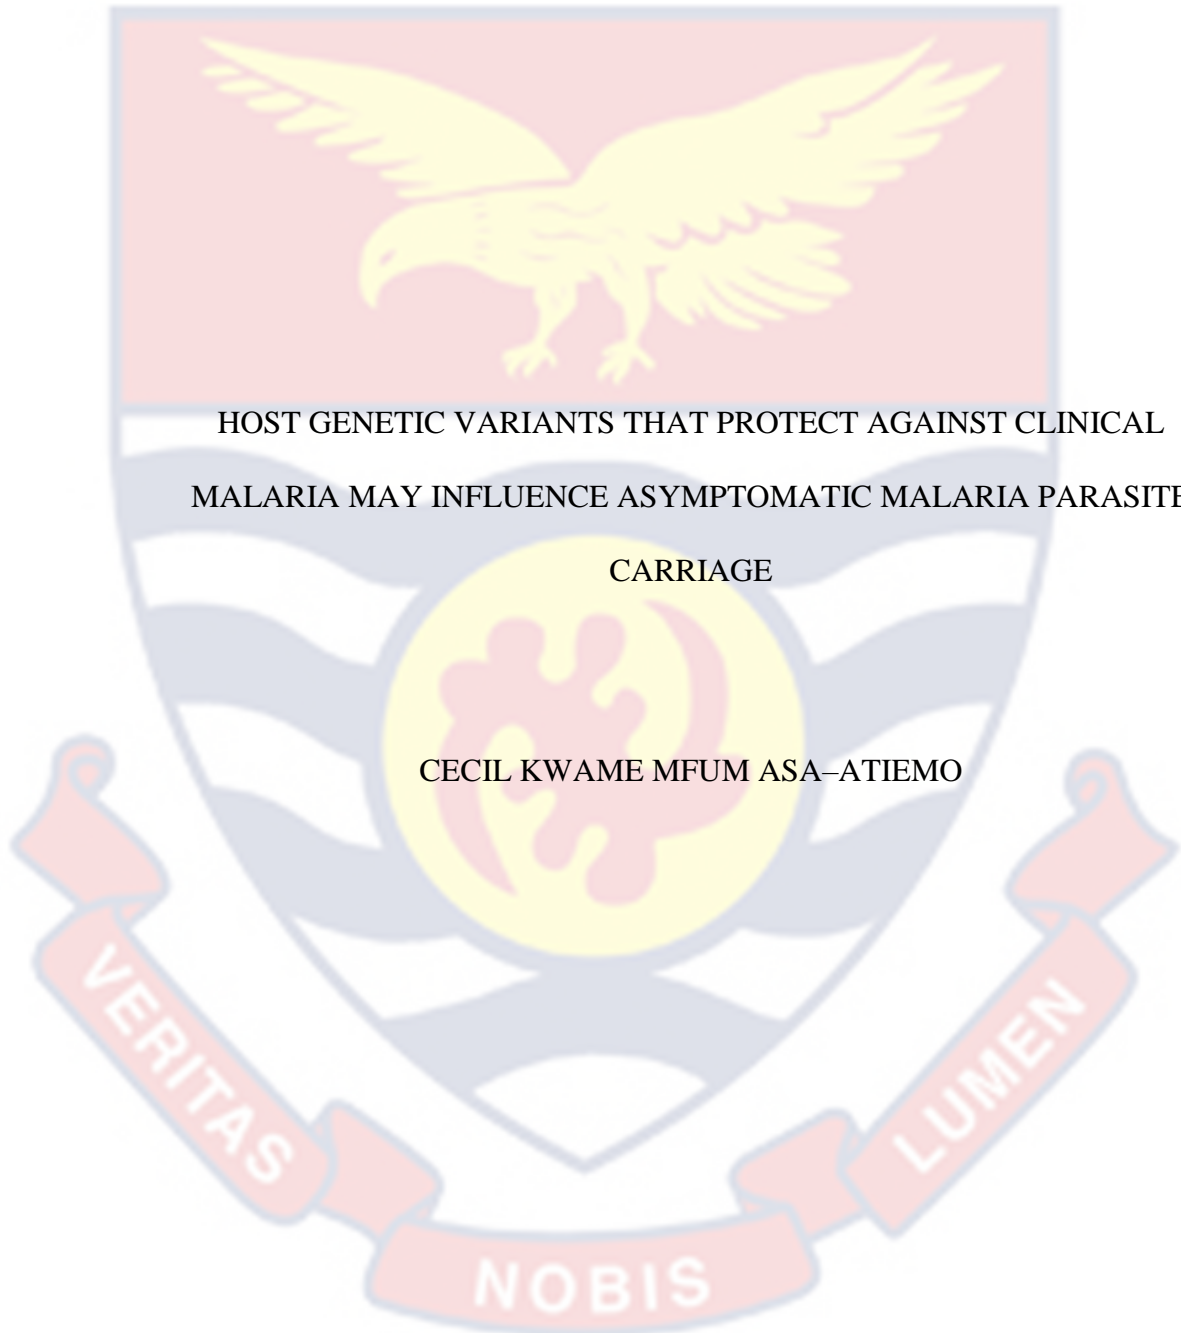 HOST GENETIC VARIANTS THAT PROTECT AGAINST CLINICAL
MALARIA MAY INFLUENCE ASYMPTOMATIC MALARIA PARASITE
CARRIAGE
CECIL KWAME MFUM ASA–ATIEMO
VERITAS
NOBIS
LUMEN